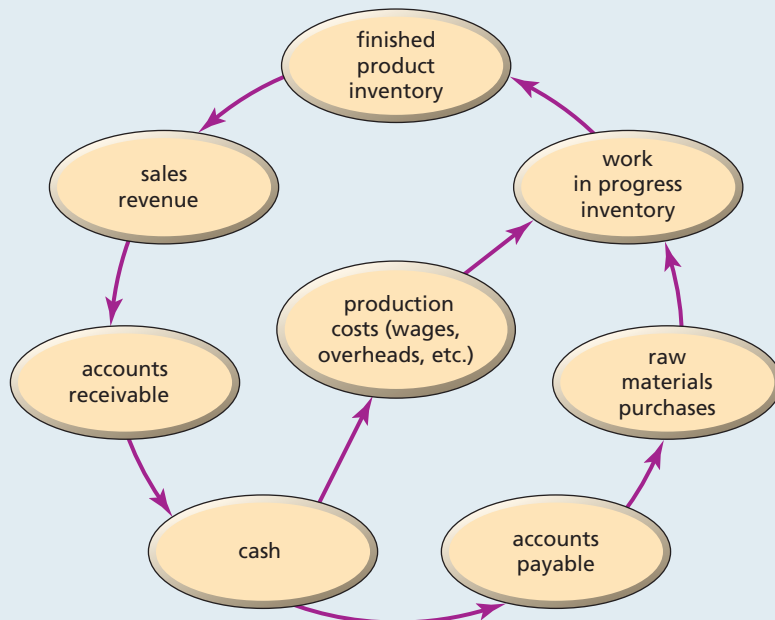 finished
product
inventory
sales
revenue
work
in progress
inventory
production
costs (wages,
overheads, etc.)
accounts
receivable
raw
materials
purchases
cash
accounts
payable